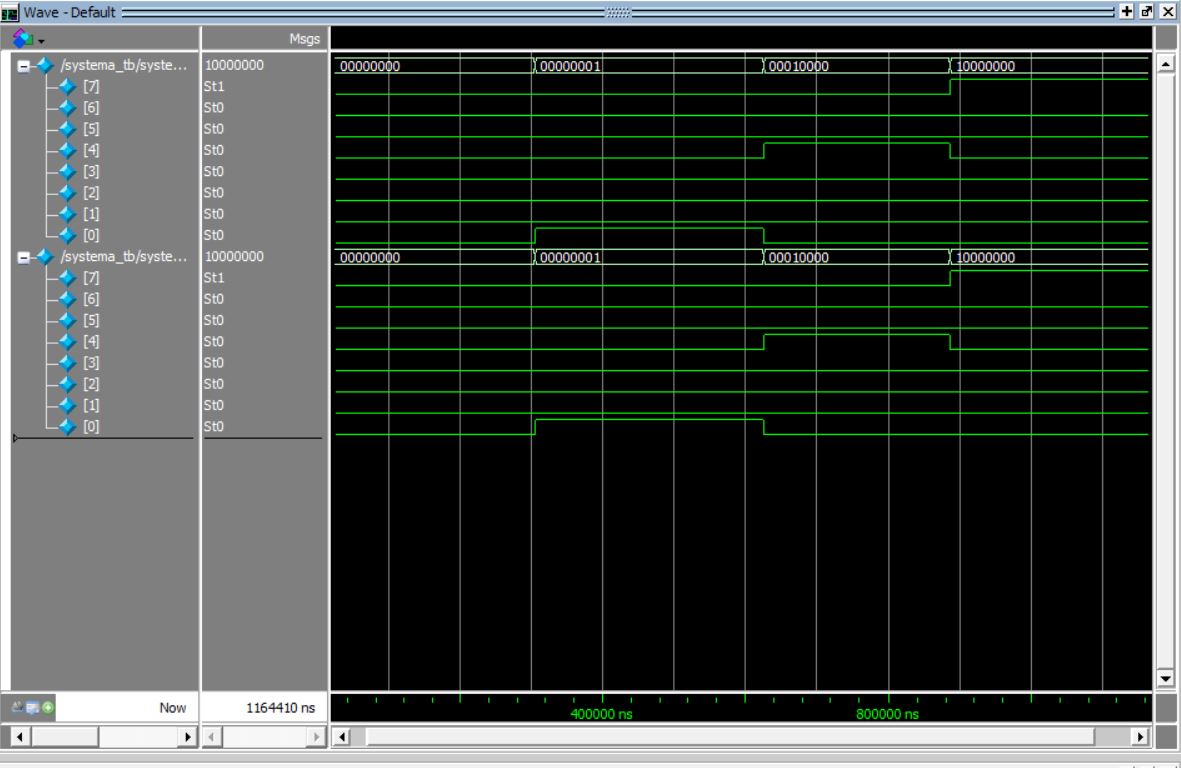 Wave - Default
Msgs
/systema_tb/syste... 10000000 00000000 00000001 00010000 10000000
[7] St1
[6] St0
[5] St0
[4] St0
[3] St0
[2] St0
[1] St0
[0] St0
/systema_tb/syste... 10000000 00000000 00000001 00010000 10000000
[7] St1
[6] St0
[5] St0
[4] St0
[3] St0
[2] St0
[1] St0
[0] St0
Now 1164410 ns
400000 ns 800000 ns